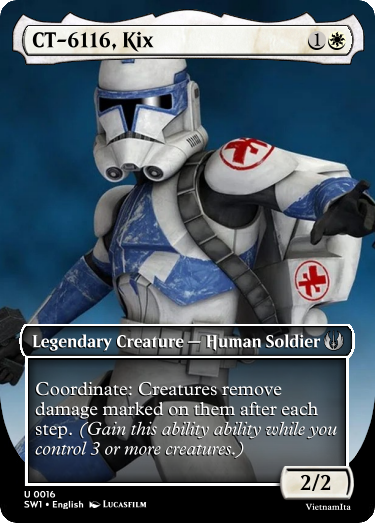 CT-6116, Kix 1
Legendary Creature — Human Soldier
Coordinate: Creatures remove
damage marked on them after each
step. (Gain this ability ability while you
control 3 or more creatures.)
2/2
U 0016
SW1 • English LUCASFILM
VietnamIta